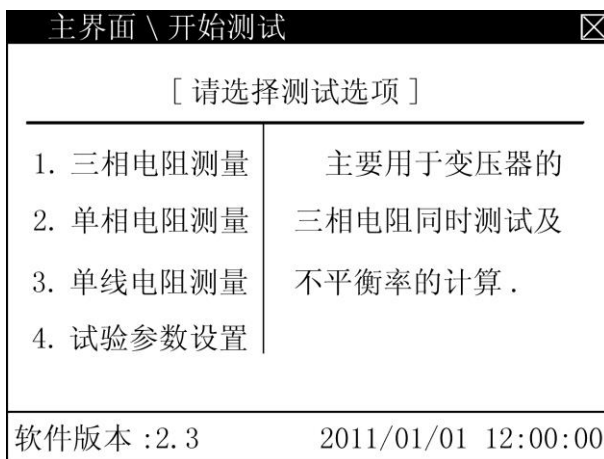 主界面 \ 开始测试
[ 请选择测试选项 ]
1. 三相电阻测量
2. 单相电阻测量
3. 单线电阻测量
4. 试验参数设置
主要用于变压器的
三相电阻同时测试及
不平衡率的计算 .
软件版本 :2.3
2011/01/01 12:00:00